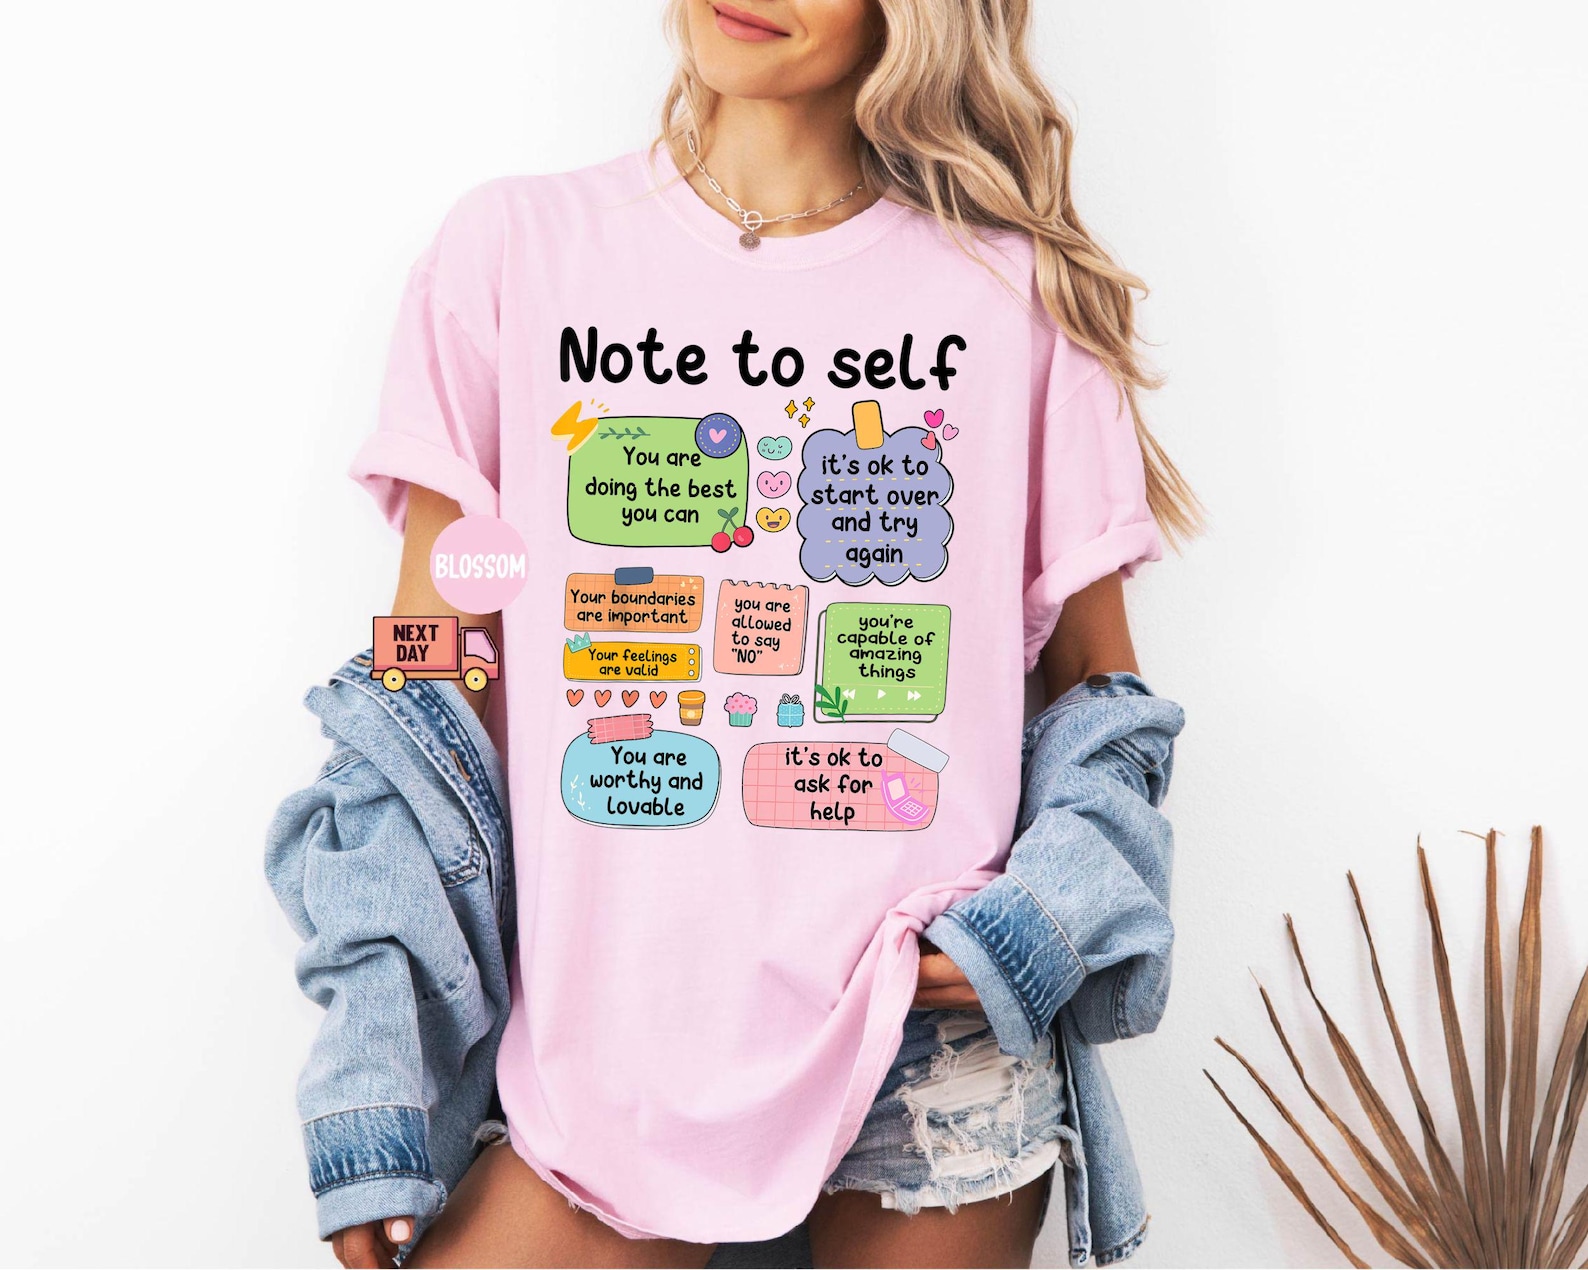 Note to self
You are
doing the best
you can
it's ok to
start over
and try
again
BLOSSOM
NEXT
DAY
Your boundaries
are important
you are
allowed
to say
"NO"
you're
capable of
amazing
things
Your feelings
are valid
You are
worthy and
lovable
it's ok to
ask for
help